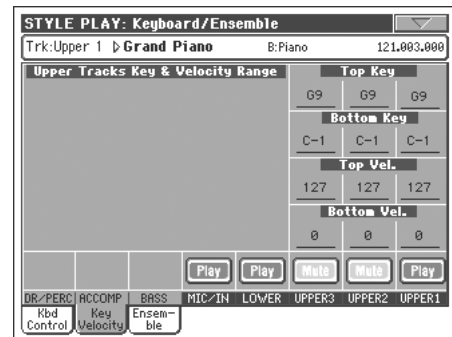 STYLE PLAY: Keyboard/Ensemble
Trk:Upper 1 ▷Grand Piano B:Piano 121.003.000
Upper Tracks Key & Velocity Range
Top Key
G9 G9 G9
Bottom Key
C-1 C-1 C-1
Top Vel.
127 127 127
Bottom Vel.
0 0 0
Play Play Mute Mute Play
DR/PERC ACCOMP BASS MIC/IN LOWER UPPER3 UPPER2 UPPER1
Kbd Control Key Velocity Ensem-ble